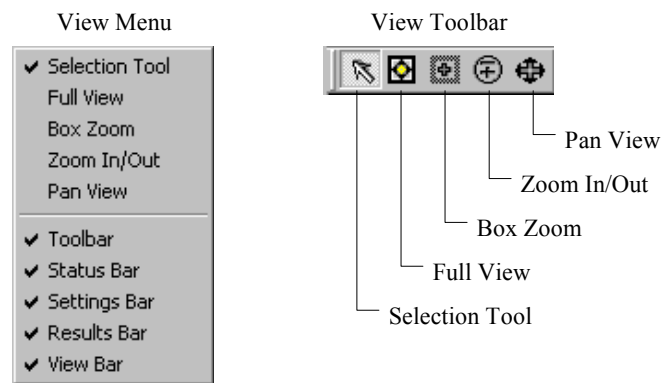 View Menu
Selection Tool
Full View
Box Zoom
Zoom In/Out
Pan View
Toolbar
Status Bar
Settings Bar
Results Bar
View Bar
View Toolbar
Pan View
Zoom In/Out
Box Zoom
Full View
Selection Tool